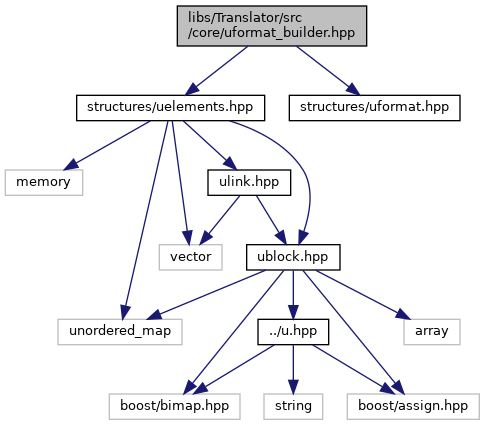 libs/Translator/src
/core/uformat_builder.hpp
structures/uelements.hpp
structures/uformat.hpp
memory
ulink.hpp
vector
ublock.hpp
unordered_map
../u.hpp
array
boost/bimap.hpp
string
boost/assign.hpp